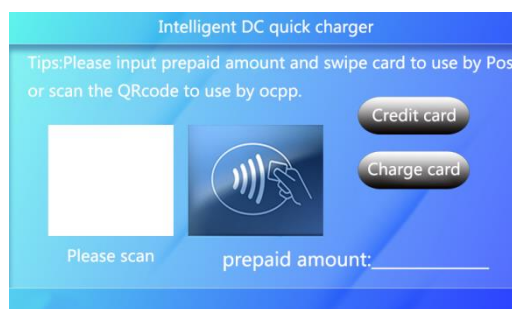 Intelligent DC quick charger
Tips:Please input prepaid amount and swipe card to use by Pos
or scan the QRcode to use by ocpp.
Credit card
Charge card
Please scan
prepaid amount:__________